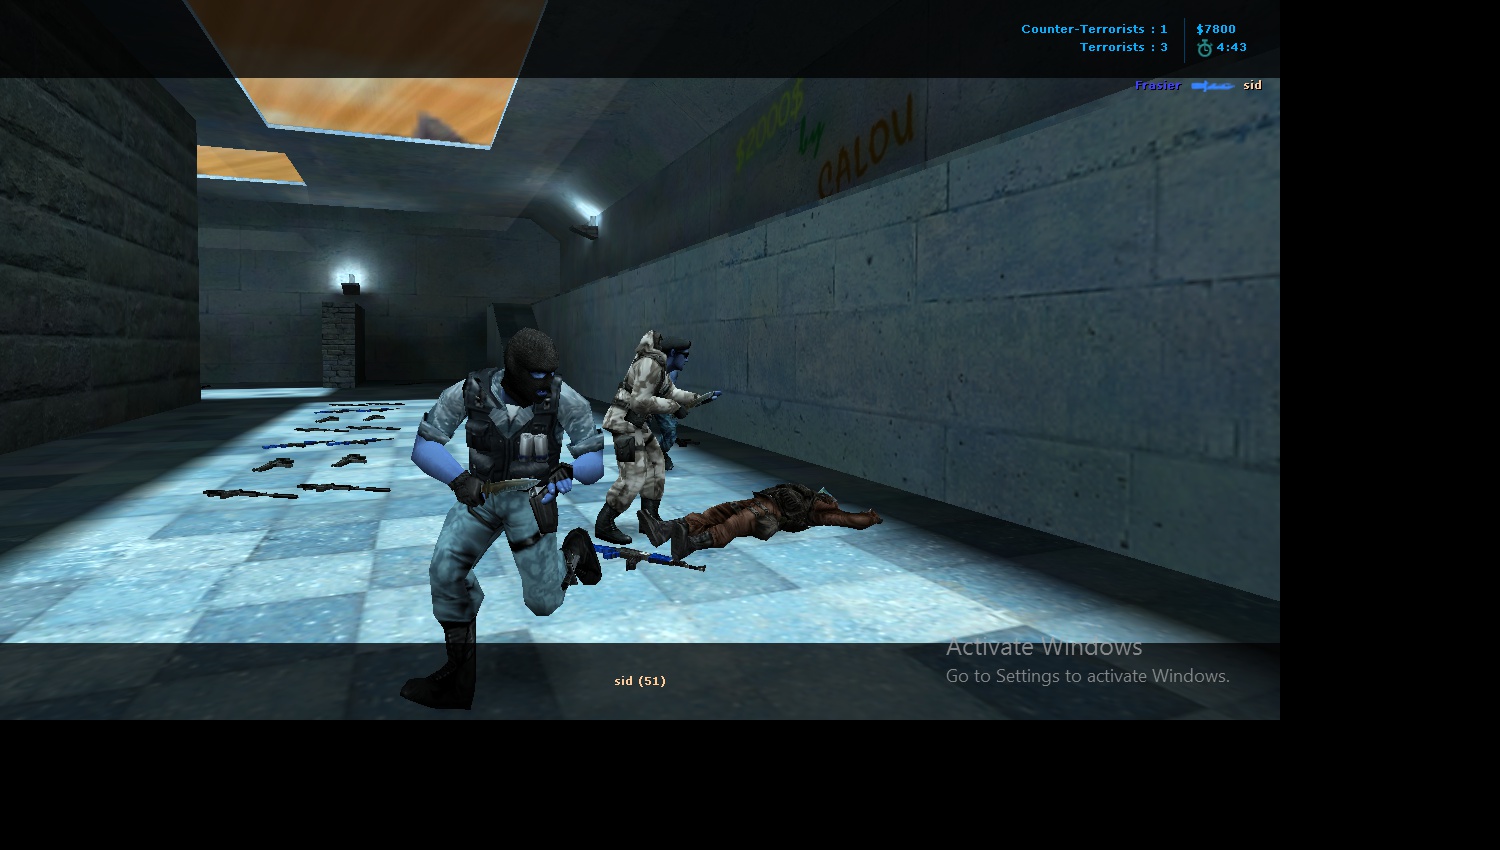 Counter-Terrorists : 1
$7800
Terrorists : 3
4:43
Frasier sid
$2000$
by
CALOU
Activate Windows
Go to Settings to activate Windows.
sid (51)